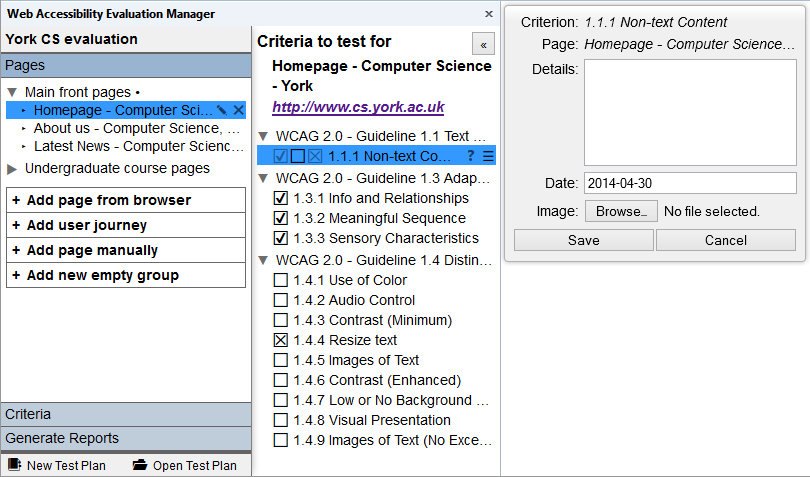 Web Accessibility Evaluation Manager
York CS evaluation
Pages
Main front pages •
Homepage - Computer Sci...
About us - Computer Science, ...
Latest News - Computer Scienc...
Undergraduate course pages
+ Add page from browser
+ Add user journey
+ Add page manually
+ Add new empty group
Criteria
Generate Reports
New Test Plan
Open Test Plan
Criteria to test for
«
Homepage - Computer Science
- York
http://www.cs.york.ac.uk
WCAG 2.0 - Guideline 1.1 Text ...
1.1.1 Non-text Co... ?
WCAG 2.0 - Guideline 1.3 Adap...
1.3.1 Info and Relationships
1.3.2 Meaningful Sequence
1.3.3 Sensory Characteristics
WCAG 2.0 - Guideline 1.4 Distin...
1.4.1 Use of Color
1.4.2 Audio Control
1.4.3 Contrast (Minimum)
1.4.4 Resize text
1.4.5 Images of Text
1.4.6 Contrast (Enhanced)
1.4.7 Low or No Background ...
1.4.8 Visual Presentation
1.4.9 Images of Text (No Exce...
Criterion: 1.1.1 Non-text Content
Page: Homepage - Computer Science...
Details:
Date: 2014-04-30
Image: Browse... No file selected.
Save Cancel